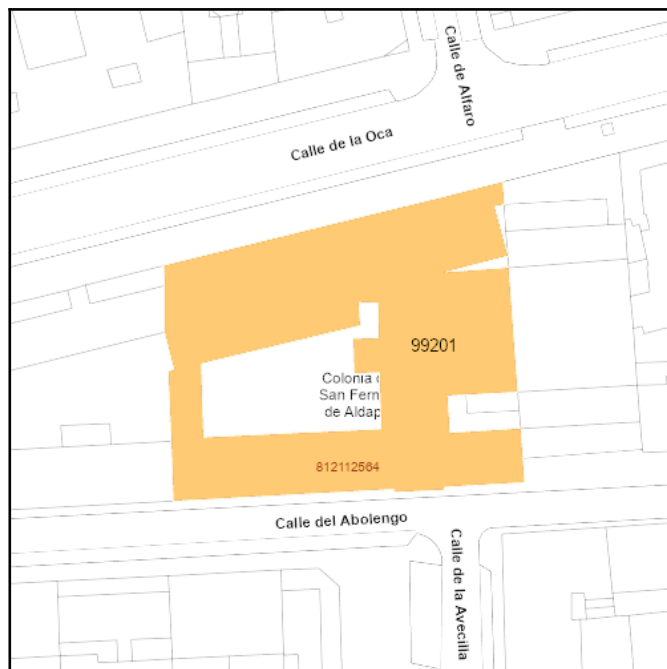 Calle de Alfaro
Calle de la Oca
99201
Colonia
San Fern
de Aldap
812112564
Calle del Abolengo
Calle de la Avecilla